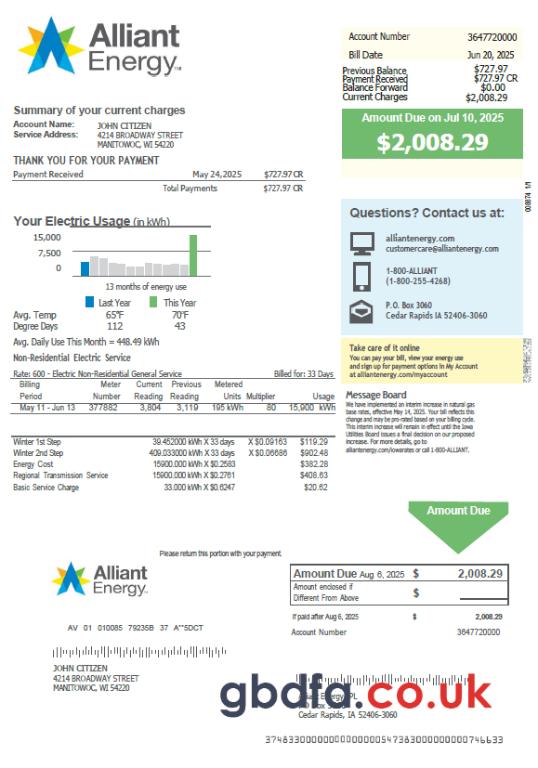 Alliant
Energy™
Account Number 3647720000
Bill Date Jun 20, 2025
Previous Balance $727.97
Payment Received $727.97 CR
Balance Forward $0.00
Current Charges $2,008.29
Amount Due on Jul 10, 2025
$2,008.29
Summary of your current charges
Account Name: JOHN CITIZEN
Service Address: 4214 BROADWAY STREET
MANITOWOC, WI 54220
THANK YOU FOR YOUR PAYMENT
Payment Received May 24,2025 $727.97CR
Total Payments $727.97CR
008874 1/1
Your Electric Usage (in kWh)
15,000
7,500
0
13 months of energy use
Last Year This Year
Avg. Temp 65°F 70°F
Degree Days 112 43
Avg. Daily Use This Month = 448.49 kWh
Questions? Contact us at:
alliantenergy.com
customercare@alliantenergy.com
1-800-ALLIANT
(1-800-255-4268)
P.O. Box 3060
Cedar Rapids IA 52406-3060
Take care of it online
You can pay your bill, view your energy use
and sign up for payment options in My Account
at alliantenergy.com/myaccount
Non-Residential Electric Service
Rate: 600 - Electric Non-Residential General Service Billed for: 33 Days
Billing Meter Current Previous Metered
Period Number Reading Reading Units Multiplier Usage
May 11 - Jun 13 377882 3,804 3,119 195 kWh 80 15,900 kWh
Winter 1st Step 39.452000 kWh X 33 days X $0.09163 $119.29
Winter 2nd Step 409.033000 kWh X 33 days X $0.06686 $902.48
Energy Cost 15900.000 kWh X $0.2583 $382.28
Regional Transmission Service 15900.000 kWh X $0.2761 $408.63
Basic Service Charge 33.000 kWh X $0.6247 $20.62
Message Board
We have implemented an interim increase in natural gas
base rates, effective May 14, 2025. Your bill reflects this
change and may be pro-rated based on your billing cycle.
This interim increase will remain in effect until the Iowa
Utilities Board issues a final decision on our proposed
increase. For more details, go to
alliantenergy.com/iowarates or call 1-800-ALLIANT.
Amount Due
Please return this portion with your payment.
Alliant
Energy.
Amount Due Aug 6, 2025 $ 2,008.29
Amount enclosed if
Different From Above $
If paid after Aug 6, 2025 $ 2,008.29
Account Number 3647720000
AV 01 010085 79235B 37 A**5DCT
JOHN CITIZEN
4214 BROADWAY STREET
MANITOWOC, WI 54220
gbdfa.co.uk
Cedar Rapids, IA 52406-3060